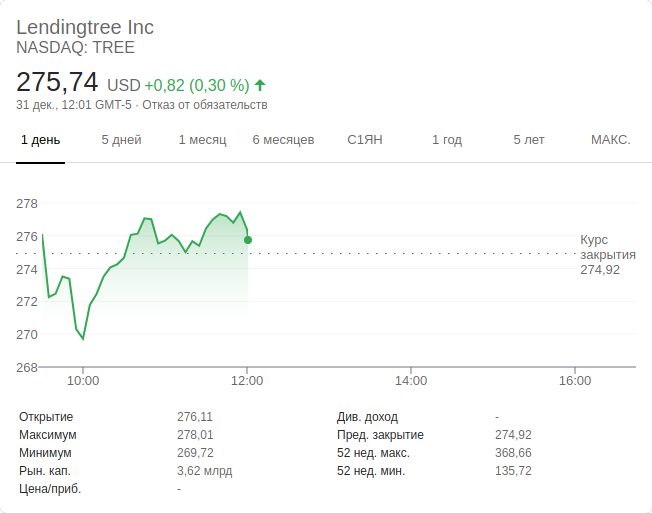 Lendingtree Inc
NASDAQ: TREE
275,74 USD +0,82 (0,30 %)
31 дек., 12:01 GMT-5 · Отказ от обязательств
1 день 5 дней 1 месяц 6 месяцев С1ЯН 1 год 5 лет МАКС.
278
276
274
272
270
268
Курс
закрытия
274,92
10:00 12:00 14:00 16:00
Открытие 276,11 Див. доход -
Максимум 278,01 Пред. закрытие 274,92
Минимум 269,72 52 нед. макс. 368,66
Рын. кап. 3,62 млрд 52 нед. мин. 135,72
Цена/приб. -